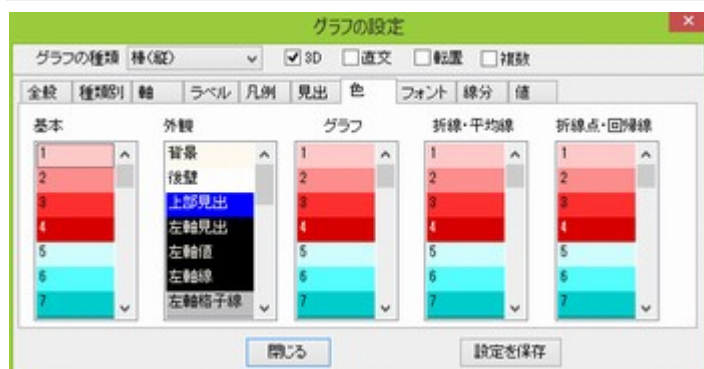 グラフの設定
グラフの種類 棒(縦) 3D 直交 転置 複数
全般 種類別 軸 ラベル 凡例 見出 色 フォント 線分 値
基本 外観 グラフ 折線・平均線 折線点・回帰線
1 背景 1 1 1
2 後壁 2 2 2
3 上部見出 3 3 3
4 左軸見出 4 4 4
5 左軸値 5 5 5
6 左軸線 6 6 6
7 左軸格子線 7 7 7
閉じる 設定を保存